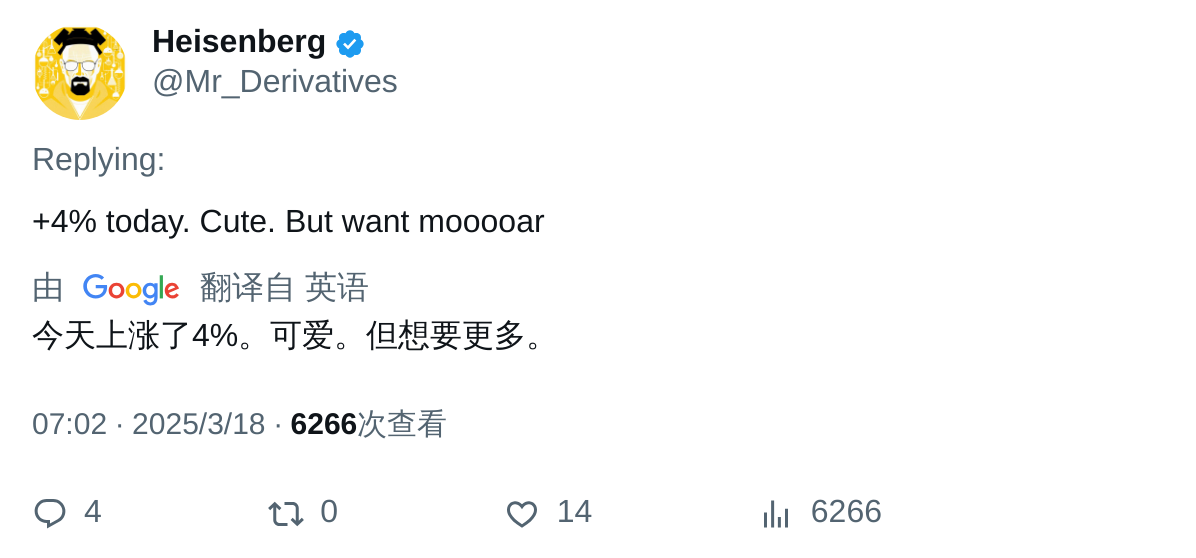 Heisenberg
@Mr_Derivatives
Replying:
+4% today. Cute. But want mooooar
由 Google 翻译自 英语
今天上涨了4%。可爱。但想要更多。
07:02 · 2025/3/18 · 6266次查看
4 0 14 6266